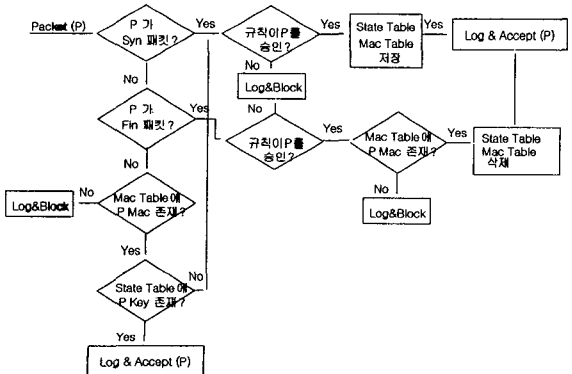 Packet (P)
P 가
Syn 패킷?
Yes
규칙이P를
승인?
Yes
State Table
Mac Table
저장
Yes
Log & Accept (P)
No
No
Log&Block
P 가
Fin 패킷?
Yes
No
규칙이P를
승인?
Yes
Mac Table에
P Mac 존재?
Yes
State Table
Mac Table
삭제
No
No
Log&Block
Mac Table에
P Mac 존재?
No
Log&Block
Yes
State Table에
P Key 존재?
No
Yes
Log & Accept (P)